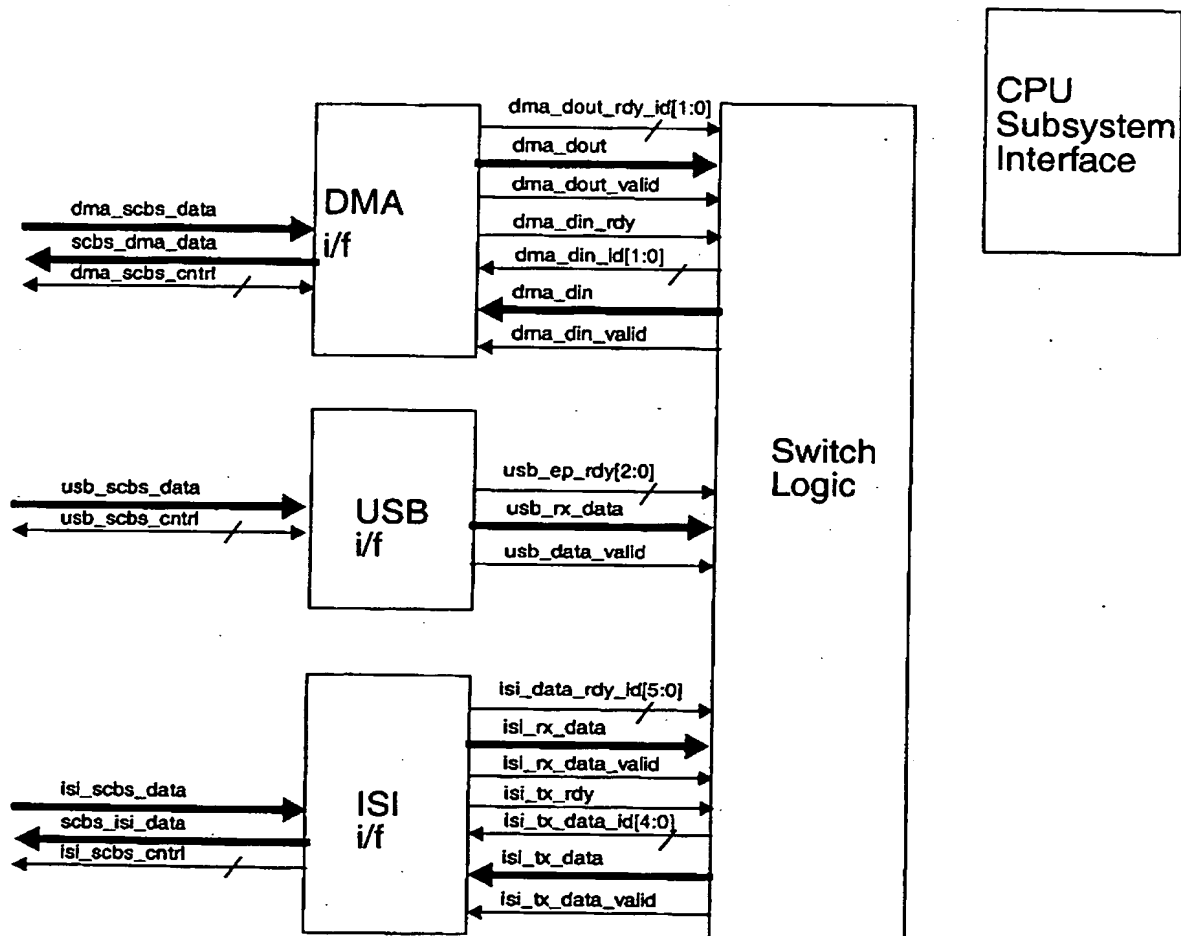 CPU
Subsystem
Interface
dma_scbs_data
scbs_dma_data
dma_scbs_cntrl
DMA
i/f
dma_dout_rdy_id[1:0]
dma_dout
dma_dout_valid
dma_din_rdy
dma_din_id[1:0]
dma_din
dma_din_valid
Switch
Logic
usb_scbs_data
usb_scbs_cntrl
USB
i/f
usb_ep_rdy[2:0]
usb_rx_data
usb_data_valid
isi_scbs_data
scbs_isi_data
isi_scbs_cntrl
ISI
i/f
isi_data_rdy_id[5:0]
isi_rx_data
isi_rx_data_valid
isi_tx_rdy
isi_tx_data_id[4:0]
isi_tx_data
isi_tx_data_valid